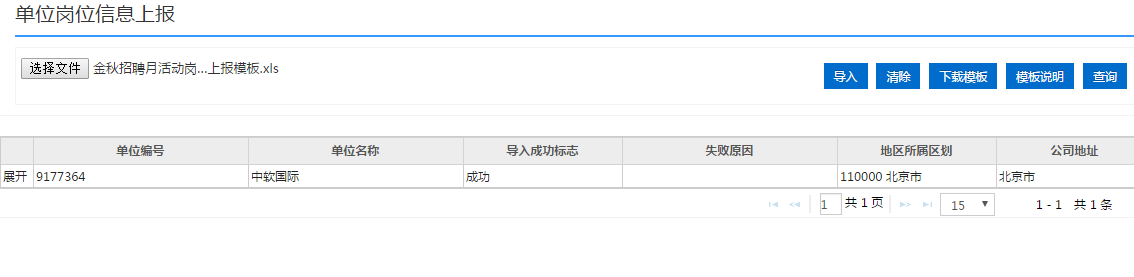 单位岗位信息上报
选择文件 金秋招聘月活动岗...上报模板.xls
导入 清除 下载模板 模板说明 查询
单位编号 单位名称 导入成功标志 失败原因 地区所属区划 公司地址
展开 9177364 中软国际 成功 110000 北京市 北京市
1 共 1 页 15 1 - 1 共 1 条